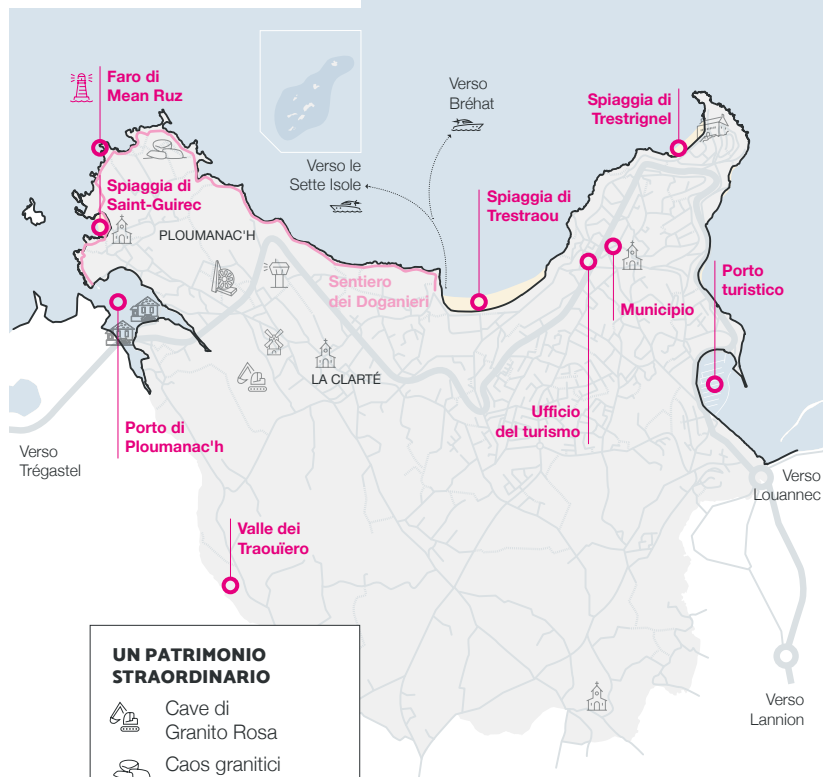 Faro di
Mean Ruz
Verso
Bréhat
Spiaggia di
Trestrignel
Verso le
Sette Isole
Spiaggia di
Saint-Guirec
Spiaggia di
Trestraou
PLOUMANAC'H
Sentiero
dei Doganieri
Porto
turistico
Municipio
LA CLARTÉ
Ufficio
del turismo
Porto di
Ploumanac'h
Verso
Trégastel
Verso
Louannec
Valle dei
Traouïero
UN PATRIMONIO
STRAORDINARIO
Cave di
Granito Rosa
Caos granitici
Verso
Lannion